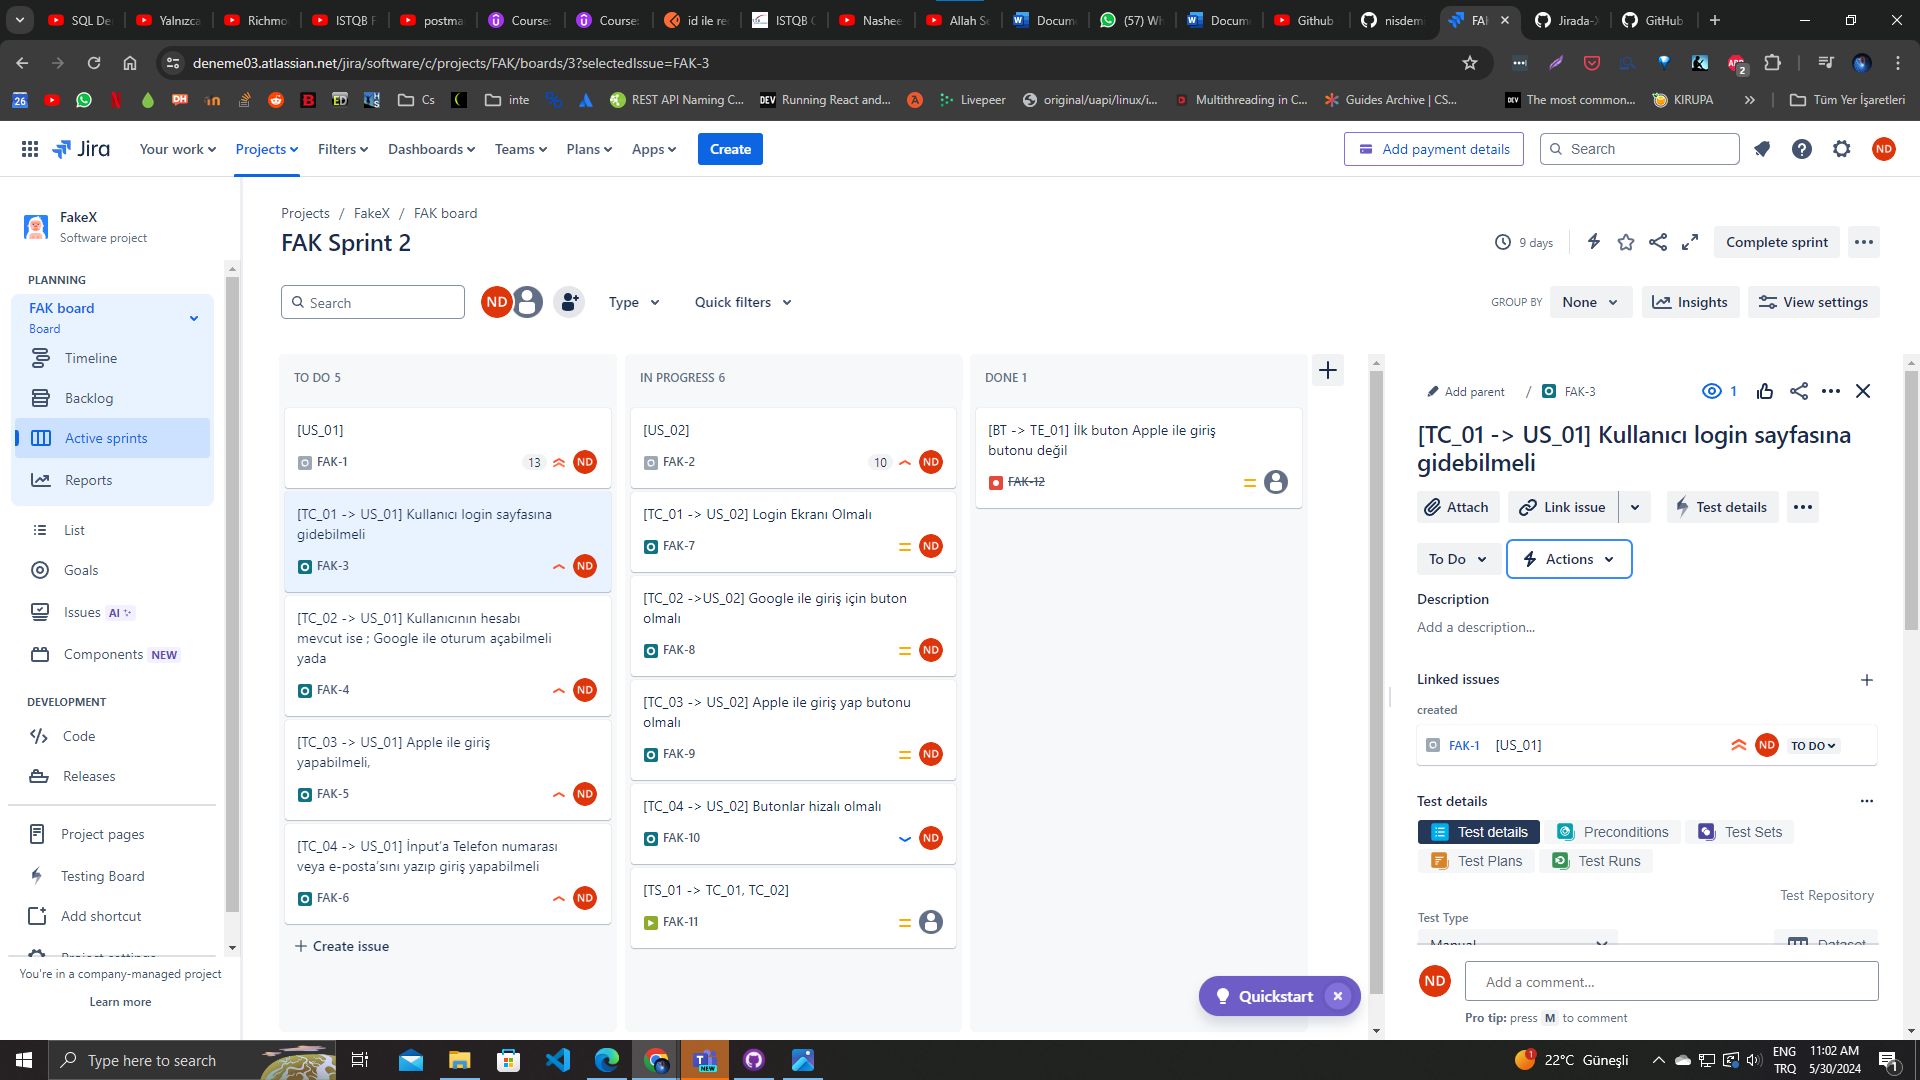 SQL De
Yalnızca
Richmo
ISTQB F
postma
Course:
Course:
id ile re
ISTQB
Nashee
Allah Se
Docum
(57) Wh
Docum
Github
nisdem
FAK
Jirada-X
GitHub
deneme03.atlassian.net/jira/software/c/projects/FAK/boards/3?selectedIssue=FAK-3
Cs
inte
REST API Naming C...
Running React and...
Livepeer
original/uapi/linux/i...
Multithreading in C...
Guides Archive | CS...
The most common...
KIRUPA
Tüm Yer İşaretleri
Jira
Your work
Projects
Filters
Dashboards
Teams
Plans
Apps
Create
Add payment details
Search
ND
FakeX
Software project
PLANNING
FAK board
Board
Timeline
Backlog
Active sprints
Reports
List
Goals
Issues AI
Components NEW
DEVELOPMENT
Code
Releases
Project pages
Testing Board
Add shortcut
Project settings
You're in a company-managed project
Learn more
Projects / FakeX / FAK board
FAK Sprint 2
9 days
Complete sprint
Search
ND
Type
Quick filters
GROUP BY
None
Insights
View settings
TO DO 5
[US_01]
FAK-1
13
ND
[TC_01 -> US_01] Kullanıcı login sayfasına
gidebilmeli
FAK-3
ND
[TC_02 -> US_01] Kullanıcının hesabı
mevcut ise ; Google ile oturum açabilmeli
yada
FAK-4
ND
[TC_03 -> US_01] Apple ile giriş
yapabilmeli,
FAK-5
ND
[TC_04 -> US_01] İnput’a Telefon numarası
veya e-posta’sını yazıp giriş yapabilmeli
FAK-6
ND
Create issue
IN PROGRESS 6
[US_02]
FAK-2
10
ND
[TC_01 -> US_02] Login Ekranı Olmalı
FAK-7
ND
[TC_02 ->US_02] Google ile giriş için buton
olmalı
FAK-8
ND
[TC_03 -> US_02] Apple ile giriş yap butonu
olmalı
FAK-9
ND
[TC_04 -> US_02] Butonlar hizalı olmalı
FAK-10
ND
[TS_01 -> TC_01, TC_02]
FAK-11
DONE 1
[BT -> TE_01] İlk buton Apple ile giriş
butonu değil
FAK-12
Quickstart
Add parent / FAK-3
1
[TC_01 -> US_01] Kullanıcı login sayfasına
gidebilmeli
Attach
Link issue
Test details
To Do
Actions
Description
Add a description...
Linked issues
created
FAK-1 [US_01]
ND
TO DO
Test details
Test details
Preconditions
Test Sets
Test Plans
Test Runs
Test Repository
Test Type
Manual
Dataset
ND
Add a comment...
Pro tip: press M to comment
Type here to search
22°C Güneşli
ENG
TRQ
11:02 AM
5/30/2024